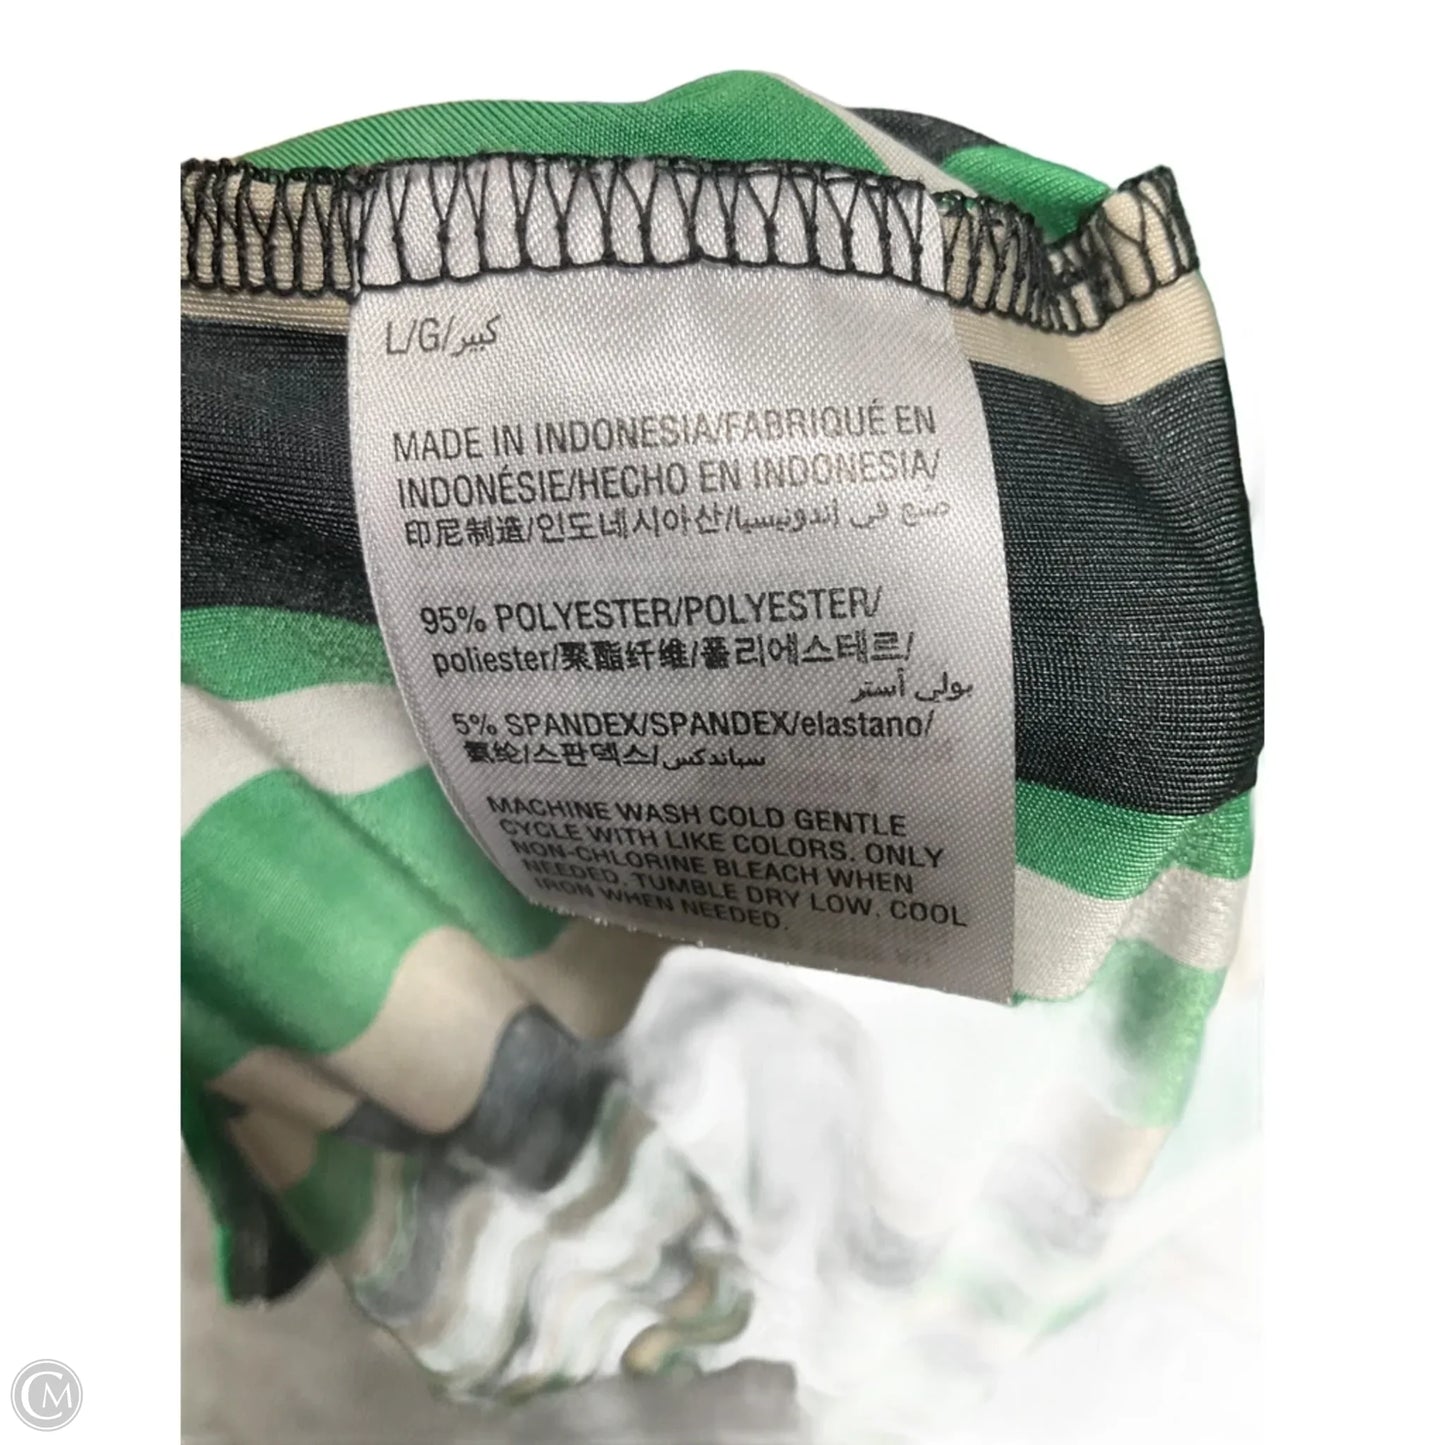 L/G/كبير
MADE IN INDONESIA/FABRIQUÉ EN
INDONÉSIE/HECHO EN INDONESIA/
印尼制造/인도네시아산/صنع في اندونيسيا
95% POLYESTER/POLYESTER/
poliester/聚酯纤维/폴리에스테르/
بولي آستر
5% SPANDEX/SPANDEX/elastano/
氨纶/스판덱스/سباندكس
MACHINE WASH COLD GENTLE
CYCLE WITH LIKE COLORS. ONLY
NON-CHLORINE BLEACH WHEN
NEEDED. TUMBLE DRY LOW. COOL
IRON WHEN NEEDED.
CM